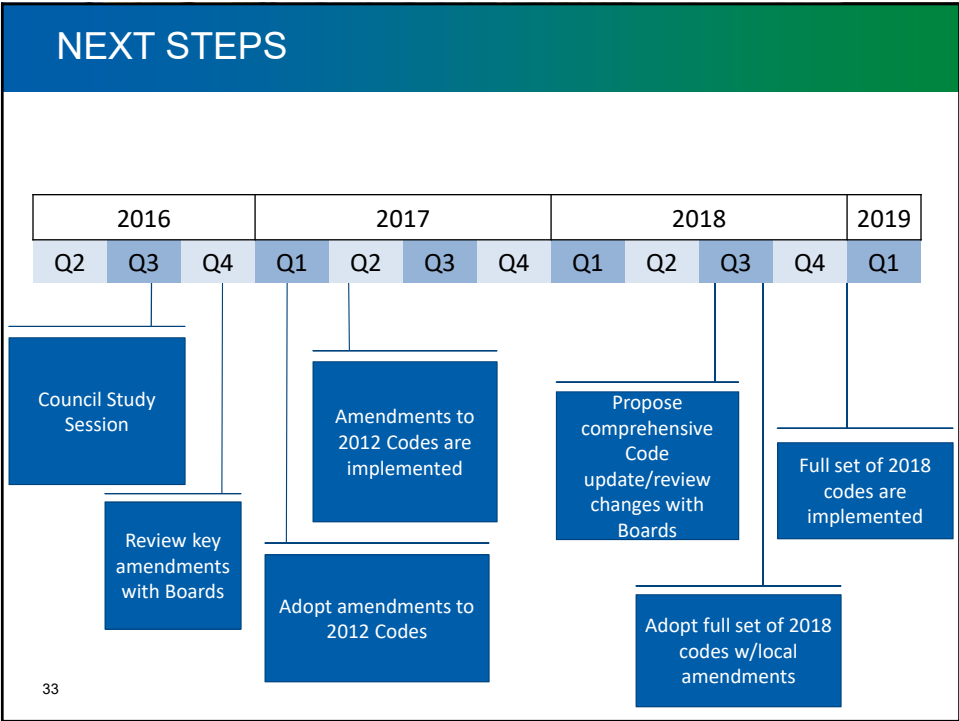 NEXT STEPS
2016 2017 2018 2019
Q2 Q3 Q4 Q1 Q2 Q3 Q4 Q1 Q2 Q3 Q4 Q1
Council Study
Session
Review key
amendments
with Boards
Adopt amendments to
2012 Codes
Amendments to
2012 Codes are
implemented
Propose
comprehensive
Code
update/review
changes with
Boards
Adopt full set of 2018
codes w/local
amendments
Full set of 2018
codes are
implemented
33